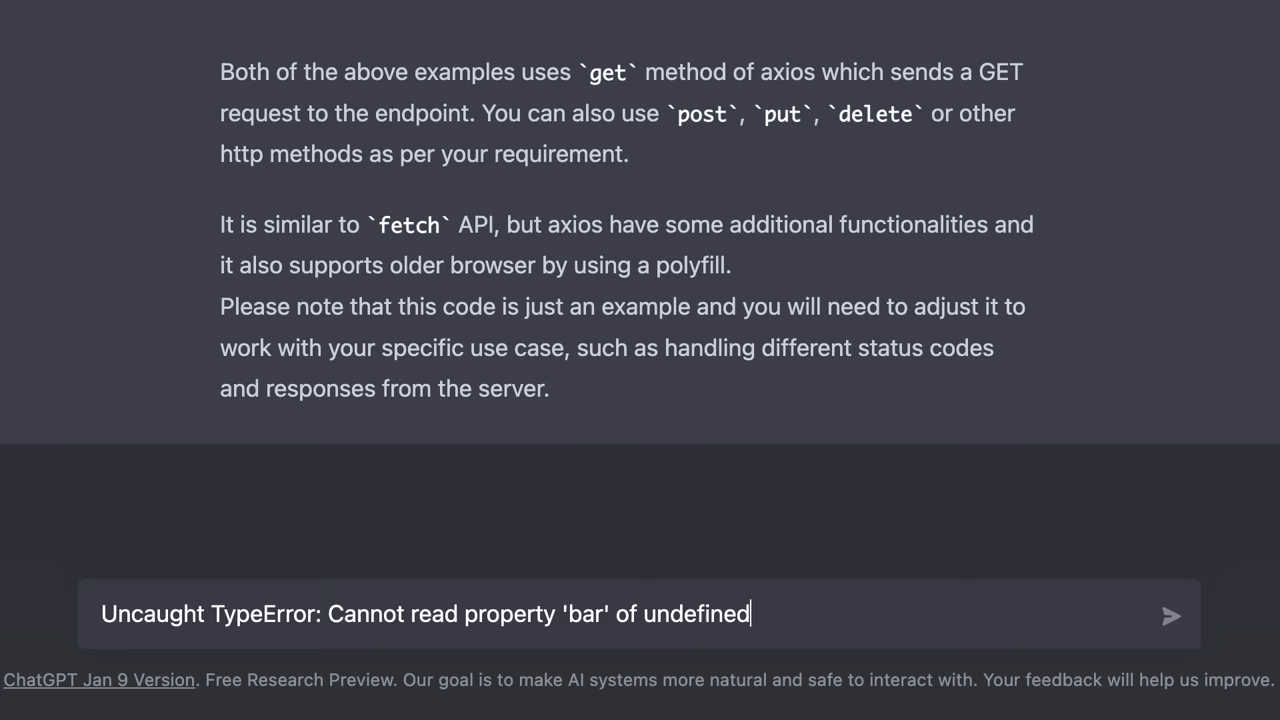 Both of the above examples uses `get` method of axios which sends a GET
request to the endpoint. You can also use `post`, `put`, `delete` or other
http methods as per your requirement.
It is similar to `fetch` API, but axios have some additional functionalities and
it also supports older browser by using a polyfill.
Please note that this code is just an example and you will need to adjust it to
work with your specific use case, such as handling different status codes
and responses from the server.
Uncaught TypeError: Cannot read property 'bar' of undefined
ChatGPT Jan 9 Version. Free Research Preview. Our goal is to make AI systems more natural and safe to interact with. Your feedback will help us improve.